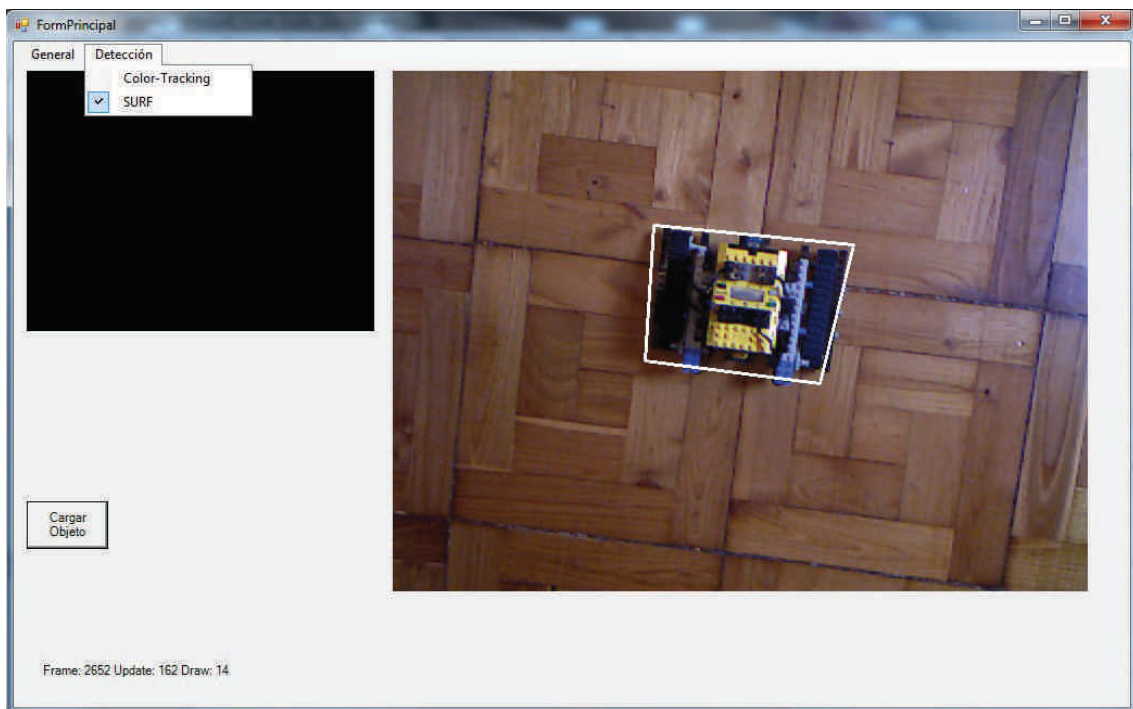 FormPrincipal
General Detección
Color-Tracking
SURF
Cargar
Objeto
Frame: 2652 Update: 162 Draw: 14